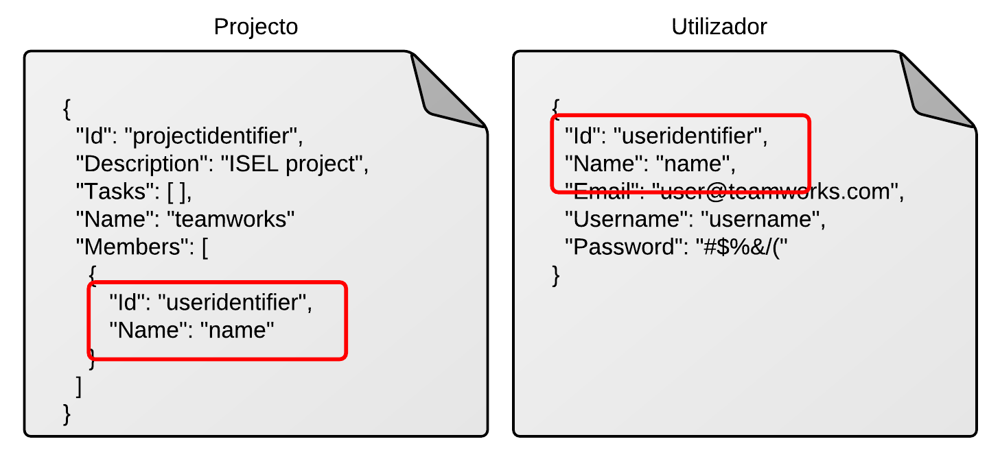 Projecto
{
"Id": "projectidentifier",
"Description": "ISEL project",
"Tasks": [ ],
"Name": "teamworks"
"Members": [
{
"Id": "useridentifier",
"Name": "name"
}
]
}
Utilizador
{
"Id": "useridentifier",
"Name": "name",
"Email": "user@teamworks.com",
"Username": "username",
"Password": "#$%&/("
}